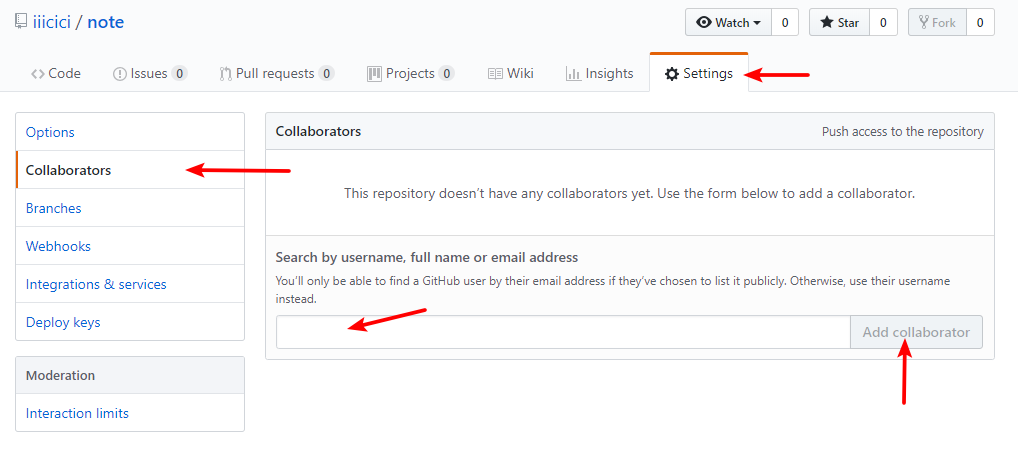 iiicici / note
Watch 0 Star 0 Fork 0
Code Issues 0 Pull requests 0 Projects 0 Wiki Insights Settings
Options
Collaborators
Branches
Webhooks
Integrations & services
Deploy keys
Moderation
Interaction limits
Collaborators Push access to the repository
This repository doesn’t have any collaborators yet. Use the form below to add a collaborator.
Search by username, full name or email address
You’ll only be able to find a GitHub user by their email address if they’ve chosen to list it publicly. Otherwise, use their username
instead.
Add collaborator